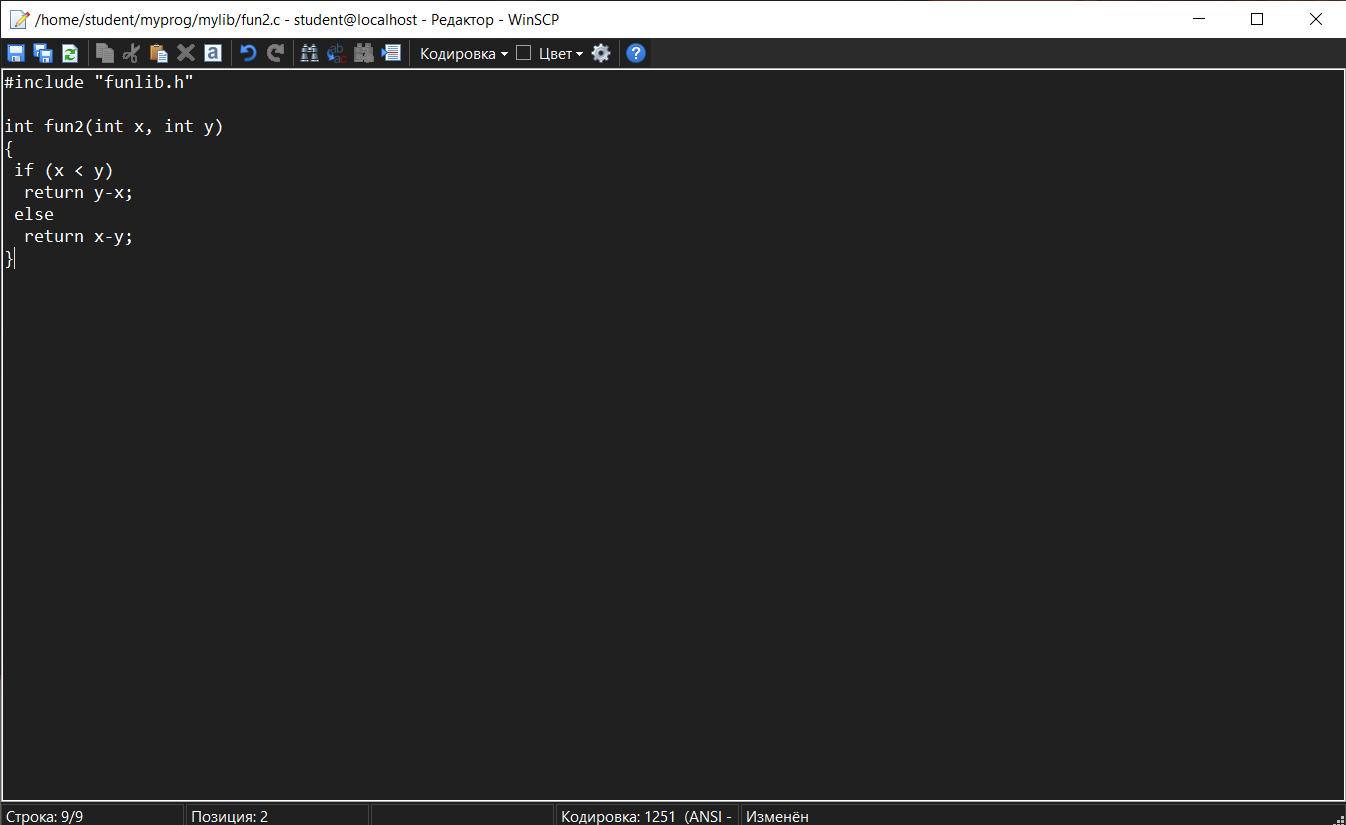 /home/student/myprog/mylib/fun2.c - student@localhost - Редактор - WinSCP
Кодировка Цвет
#include "funlib.h"
int fun2(int x, int y)
{
 if (x < y)
  return y-x;
 else
  return x-y;
}
Строка: 9/9 Позиция: 2 Кодировка: 1251 (ANSI - Изменён